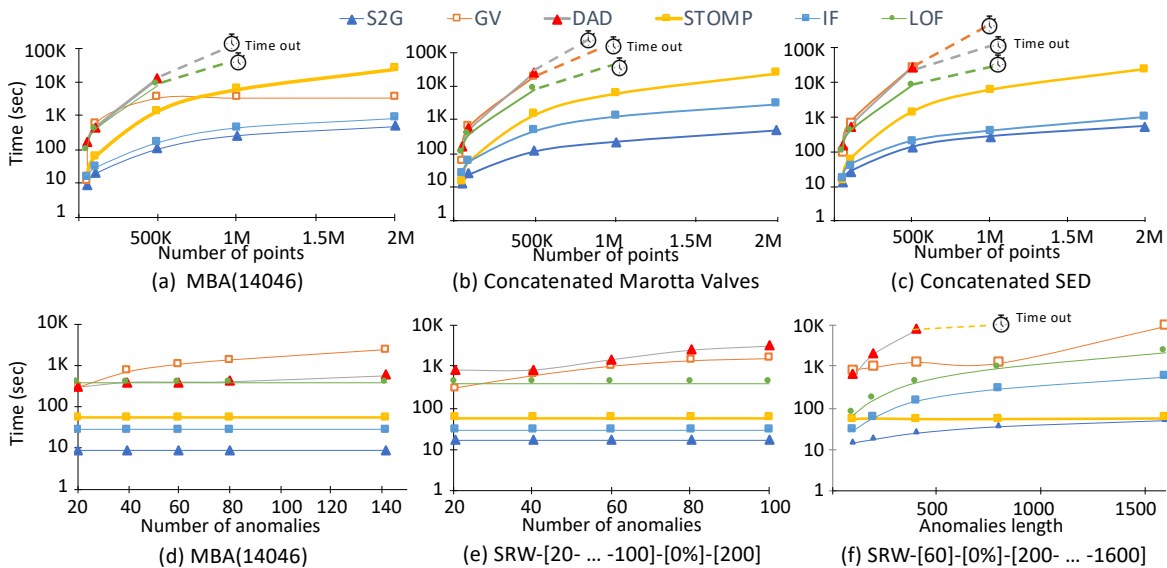 S2G GV DAD STOMP IF LOF
Time (sec)
100K
10K
1K
100
10
1
Time out
500K 1M 1.5M 2M
Number of points
(a) MBA(14046)
100K
10K
1K
100
10
1
Time out
500K 1M 1.5M 2M
Number of points
(b) Concatenated Marotta Valves
100K
10K
1K
100
10
1
Time out
500K 1M 1.5M 2M
Number of points
(c) Concatenated SED
Time (sec)
10K
1K
100
10
1
20 40 60 80 100 120 140
Number of anomalies
(d) MBA(14046)
10K
1K
100
10
1
20 40 60 80 100
Number of anomalies
(e) SRW-[20- ... -100]-[0%]-[200]
10K
1K
100
10
1
Time out
500 1000 1500
Anomalies length
(f) SRW-[60]-[0%]-[200- ... -1600]